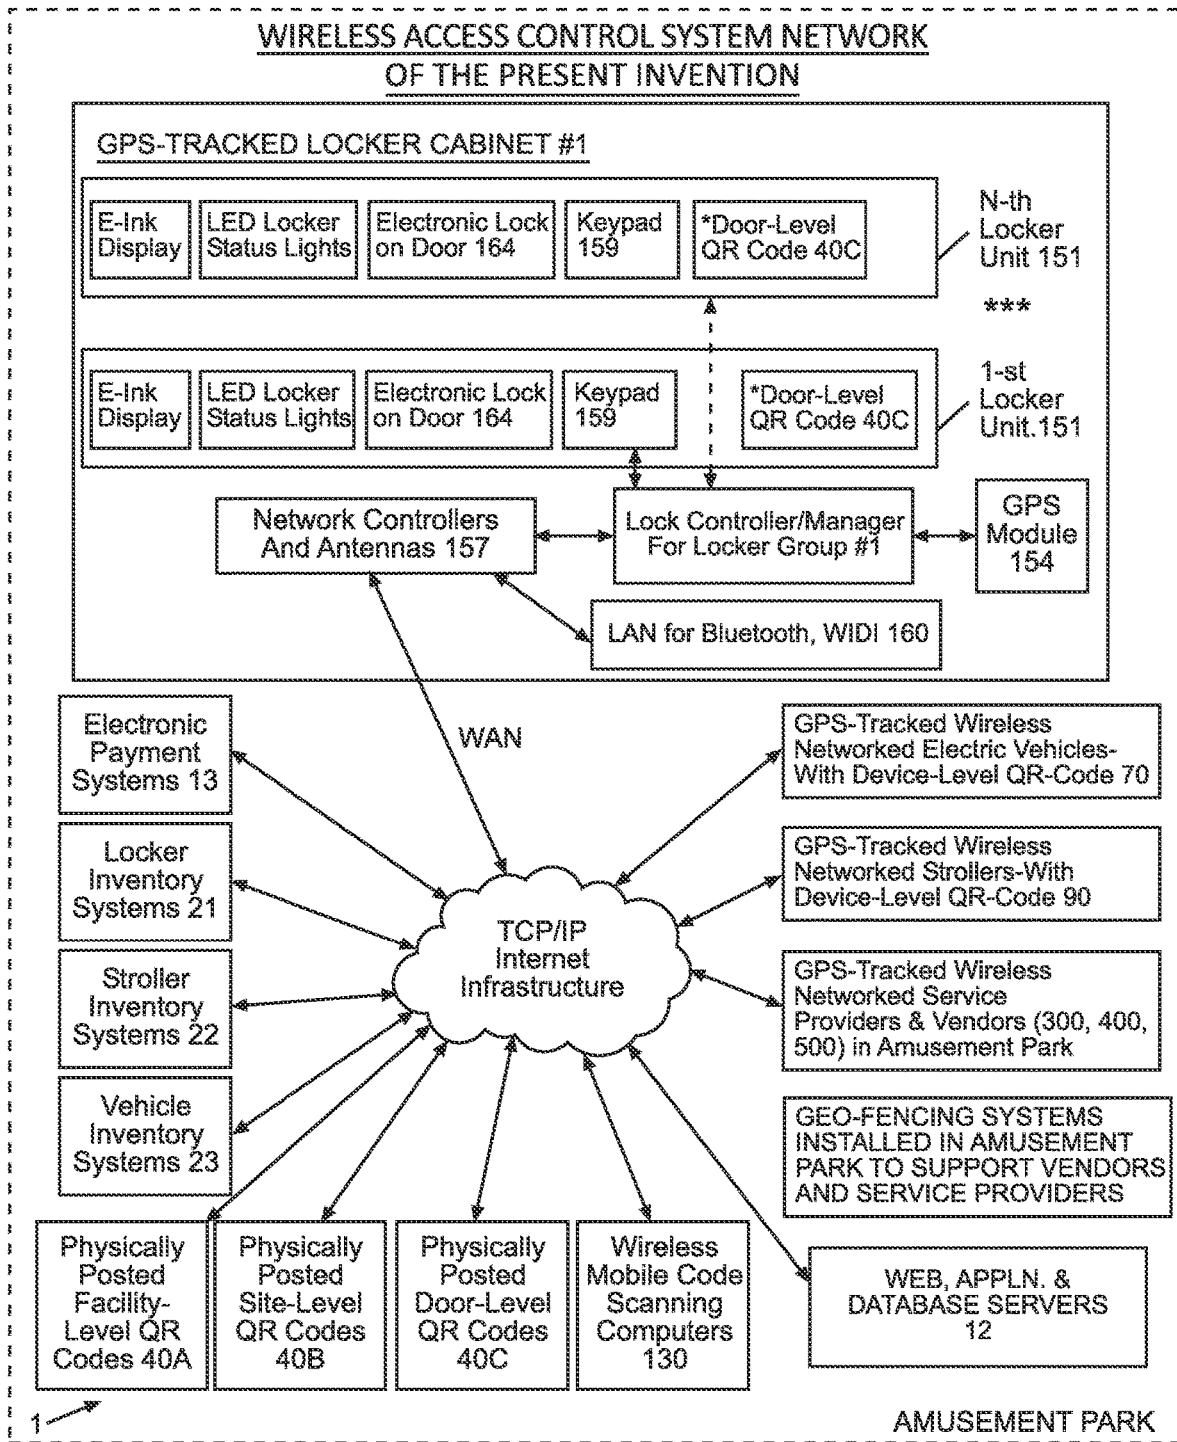 WIRELESS ACCESS CONTROL SYSTEM NETWORK
OF THE PRESENT INVENTION
GPS-TRACKED LOCKER CABINET #1
E-Ink
Display
LED Locker
Status Lights
Electronic Lock
on Door 164
Keypad
159
*Door-Level
QR Code 40C
N-th
Locker
Unit 151
***
E-Ink
Display
LED Locker
Status Lights
Electronic Lock
on Door 164
Keypad
159
*Door-Level
QR Code 40C
1-st
Locker
Unit.151
Network Controllers
And Antennas 157
Lock Controller/Manager
For Locker Group #1
GPS
Module
154
LAN for Bluetooth, WIDI 160
WAN
Electronic
Payment
Systems 13
Locker
Inventory
Systems 21
Stroller
Inventory
Systems 22
Vehicle
Inventory
Systems 23
TCP/IP
Internet
Infrastructure
GPS-Tracked Wireless
Networked Electric Vehicles-
With Device-Level QR-Code 70
GPS-Tracked Wireless
Networked Strollers-With
Device-Level QR-Code 90
GPS-Tracked Wireless
Networked Service
Providers & Vendors (300, 400,
500) in Amusement Park
GEO-FENCING SYSTEMS
INSTALLED IN AMUSEMENT
PARK TO SUPPORT VENDORS
AND SERVICE PROVIDERS
Physically
Posted
Facility-
Level QR
Codes 40A
Physically
Posted
Site-Level
QR Codes
40B
Physically
Posted
Door-Level
QR Codes
40C
Wireless
Mobile Code
Scanning
Computers
130
WEB, APPLN. &
DATABASE SERVERS
12
1
AMUSEMENT PARK